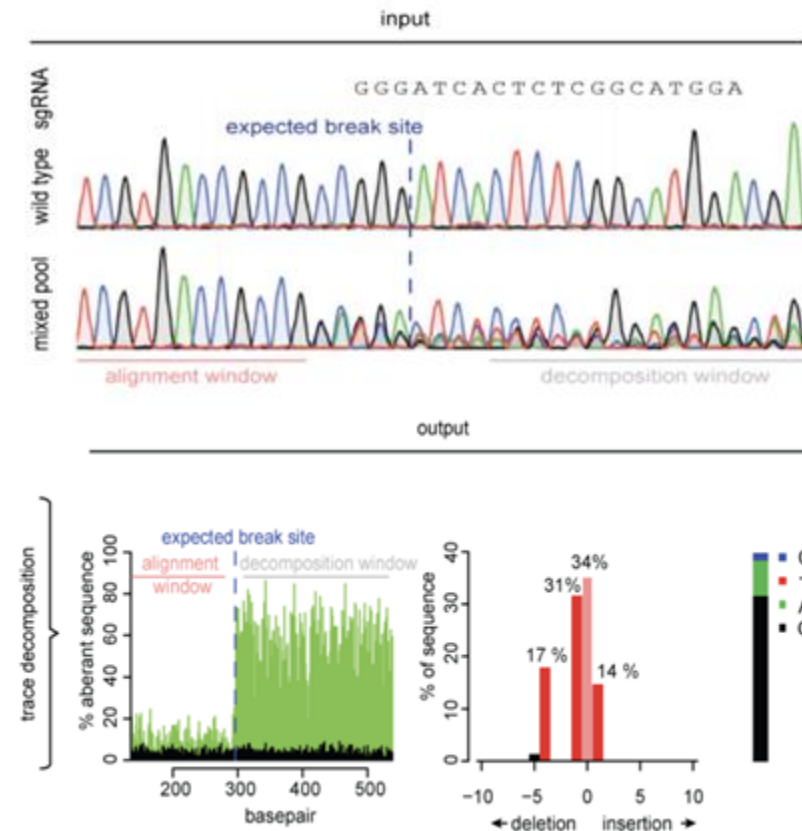 input
sgRNA
G G G A T C A C T C T C G G C A T G G A
expected break site
wild type
mixed pool
alignment window
decomposition window
output
trace decomposition
expected break site
alignment window
decomposition window
% aberant sequence
0 20 40 60 80 100
200 300 400 500
basepair
% of sequence
0 10 20 30 40
17 %
31%
34%
14 %
−10 −5 0 5 10
deletion
insertion
A